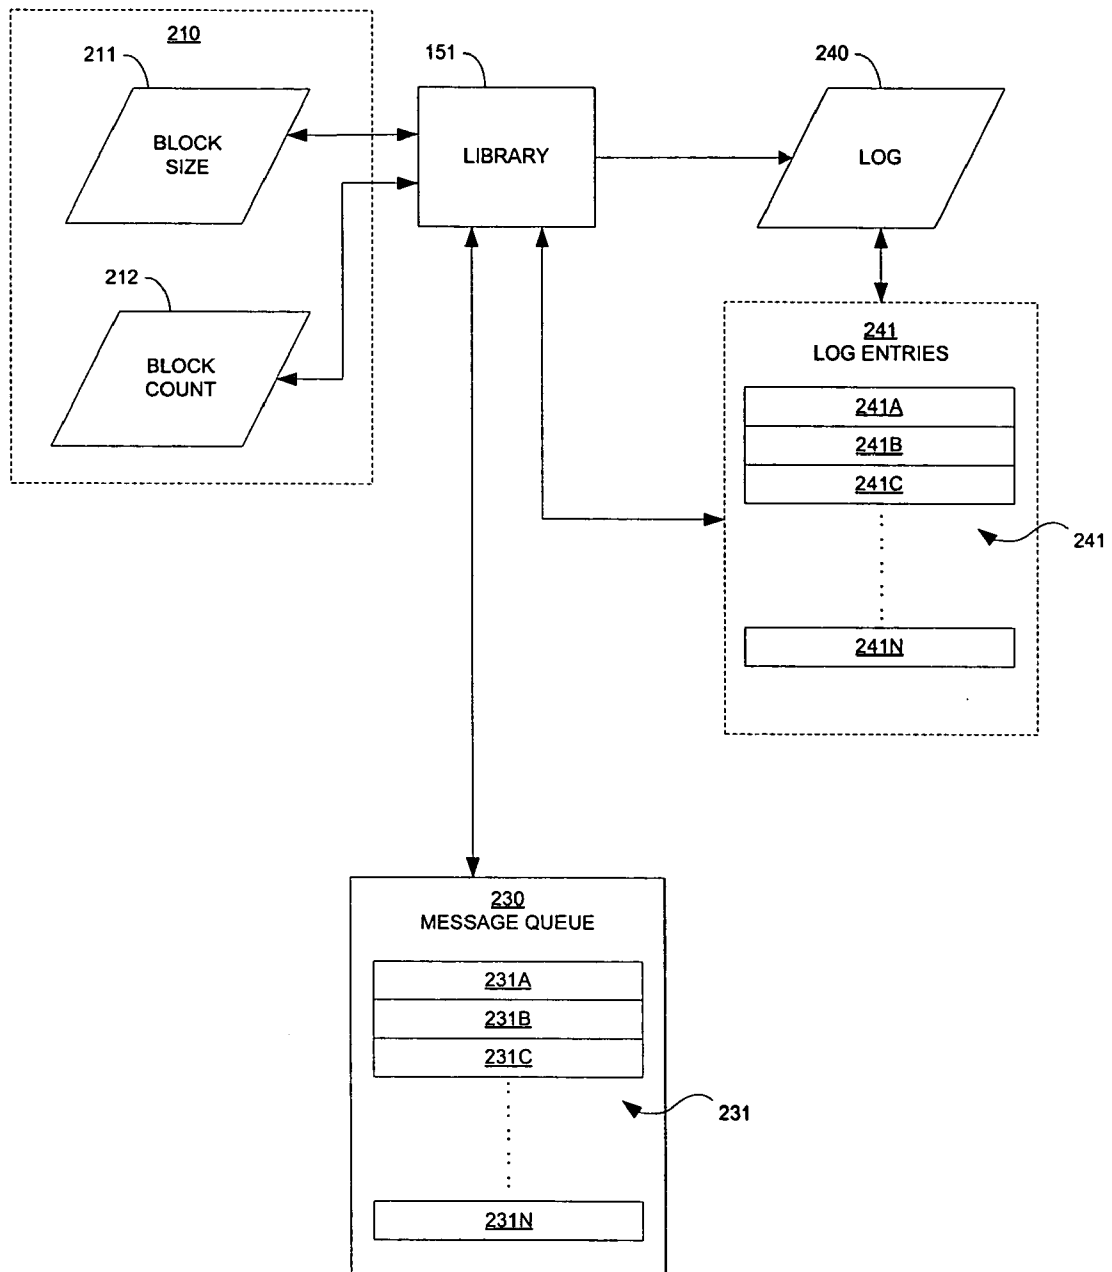 210
211
BLOCK
SIZE
212
BLOCK
COUNT
151
LIBRARY
240
LOG
241
LOG ENTRIES
241A
241B
241C
241
241N
230
MESSAGE QUEUE
231A
231B
231C
231
231N